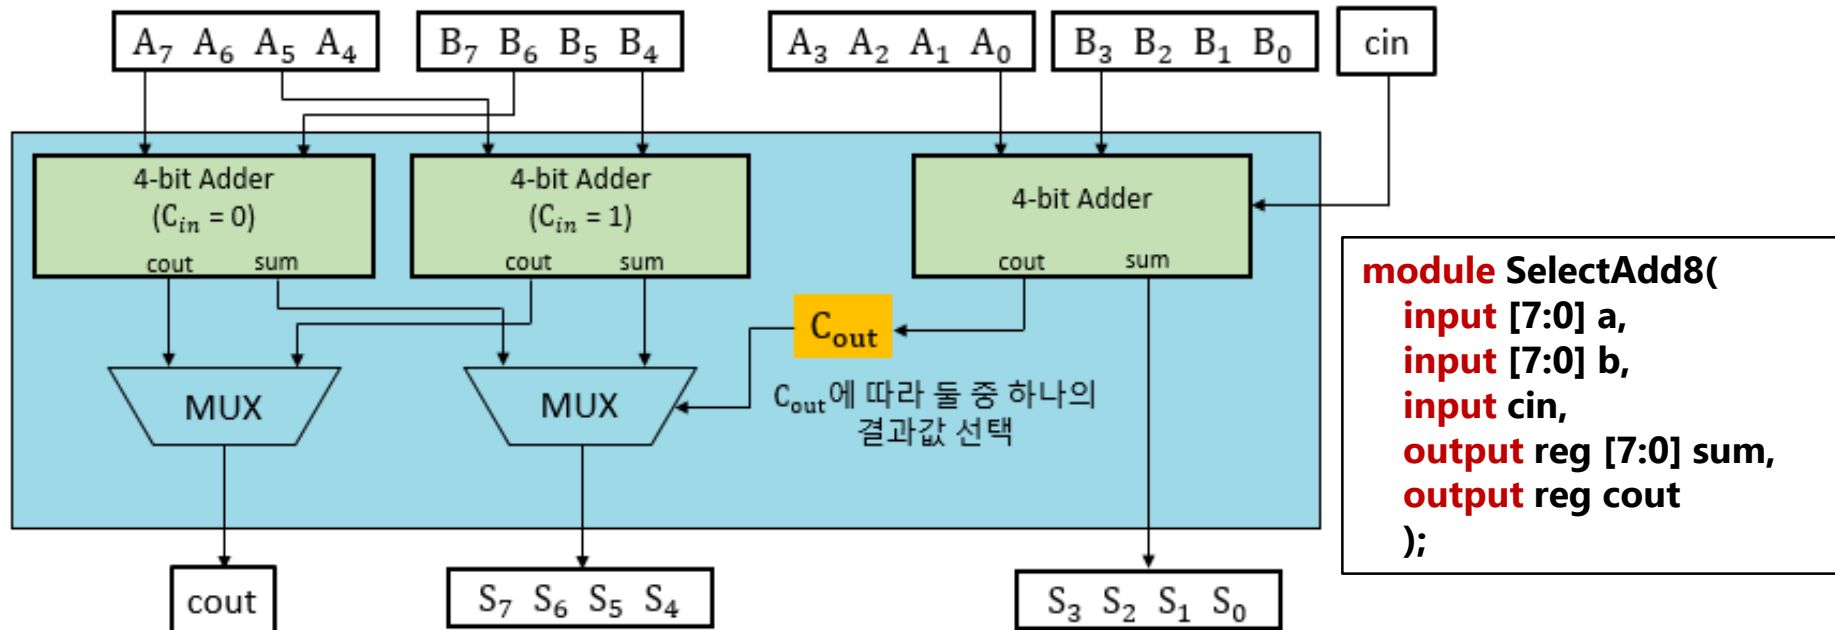 A₇ A₆ A₅ A₄
B₇ B₆ B₅ B₄
A₃ A₂ A₁ A₀
B₃ B₂ B₁ B₀
cin
4-bit Adder
(C𝑖𝑛 = 0)
cout sum
4-bit Adder
(C𝑖𝑛 = 1)
cout sum
4-bit Adder
cout sum
Cout
MUX
MUX
Cout에 따라 둘 중 하나의
결과값 선택
cout
S₇ S₆ S₅ S₄
S₃ S₂ S₁ S₀
module SelectAdd8(
input [7:0] a,
input [7:0] b,
input cin,
output reg [7:0] sum,
output reg cout
);